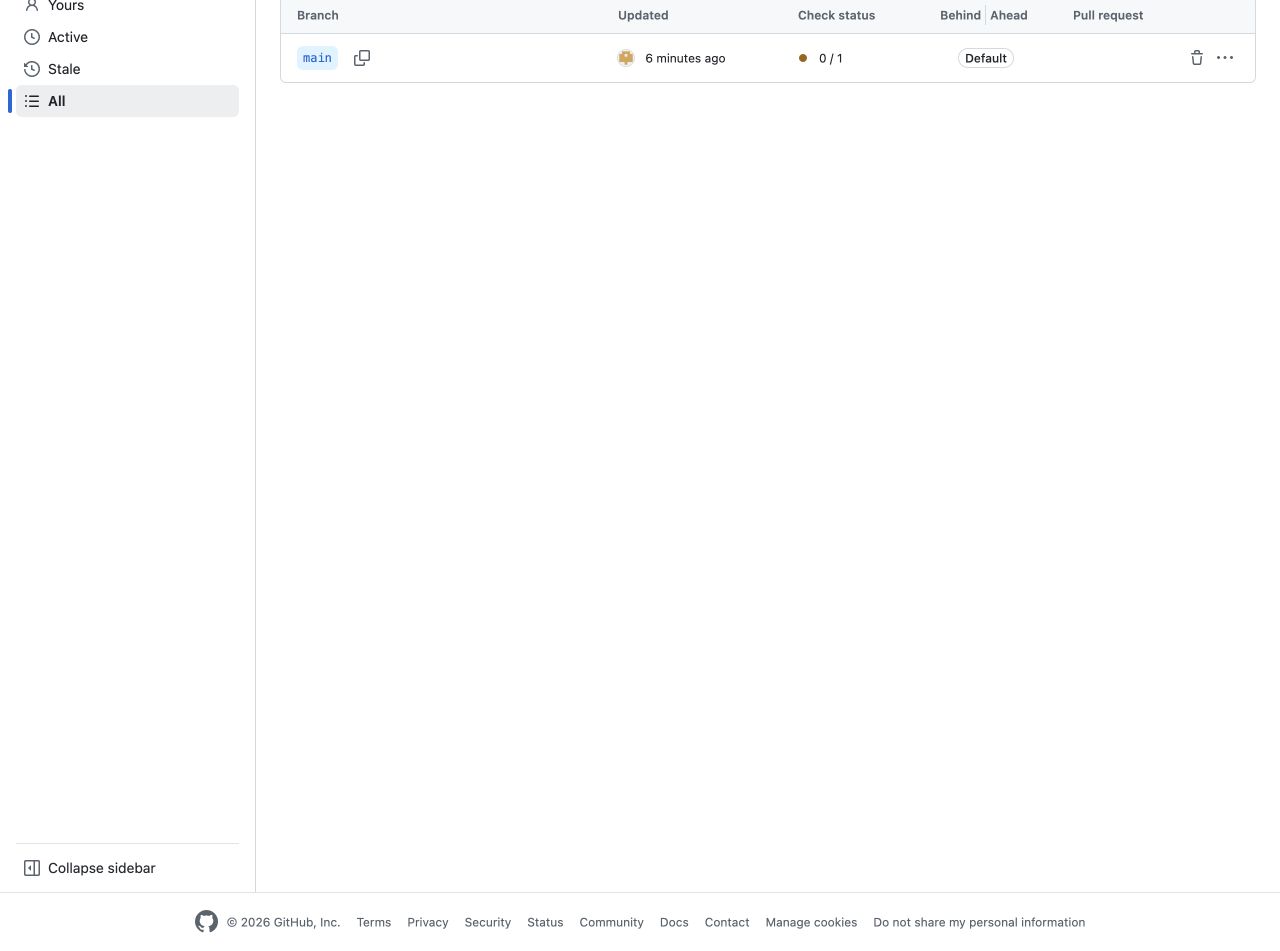 Yours
Active
Stale
All
Branch Updated Check status Behind Ahead Pull request
main 6 minutes ago 0 / 1 Default
Collapse sidebar
© 2026 GitHub, Inc. Terms Privacy Security Status Community Docs Contact Manage cookies Do not share my personal information